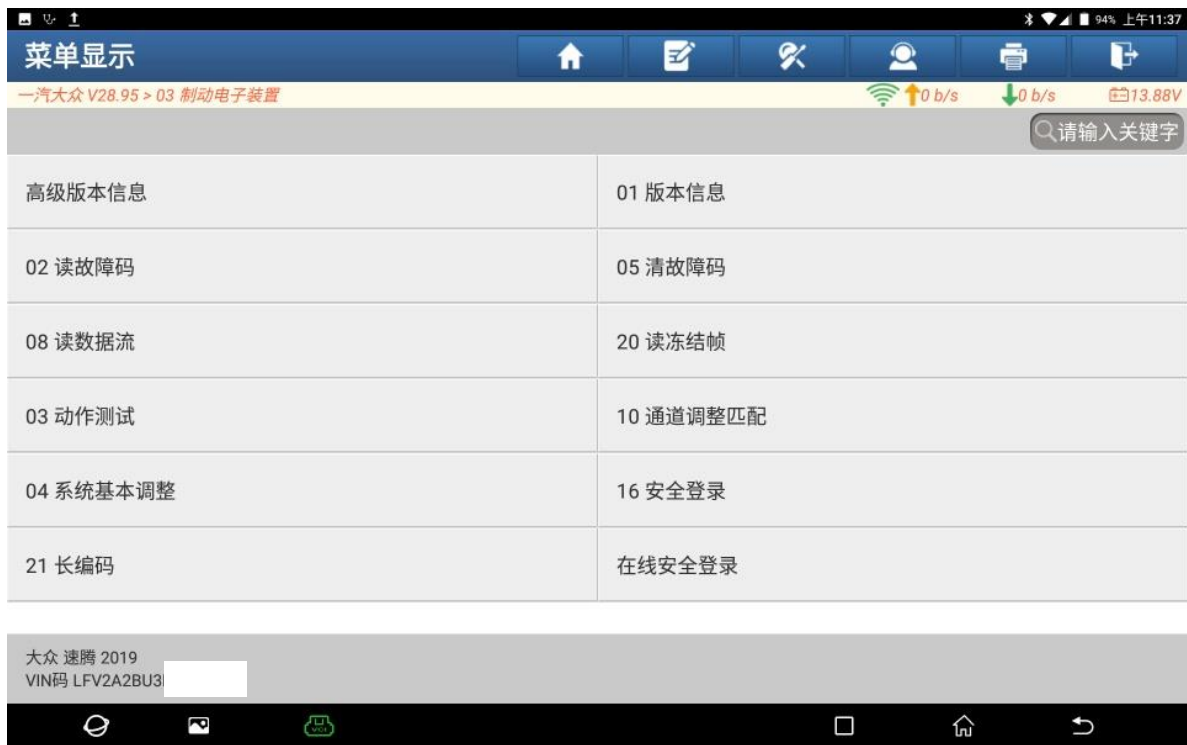 94% 上午11:37
菜单显示
一汽大众 V28.95 > 03 制动电子装置
0 b/s 0 b/s 13.88V
请输入关键字
高级版本信息 01 版本信息
02 读故障码 05 清故障码
08 读数据流 20 读冻结帧
03 动作测试 10 通道调整匹配
04 系统基本调整 16 安全登录
21 长编码 在线安全登录
大众 速腾 2019
VIN码 LFV2A2BU3
VCI